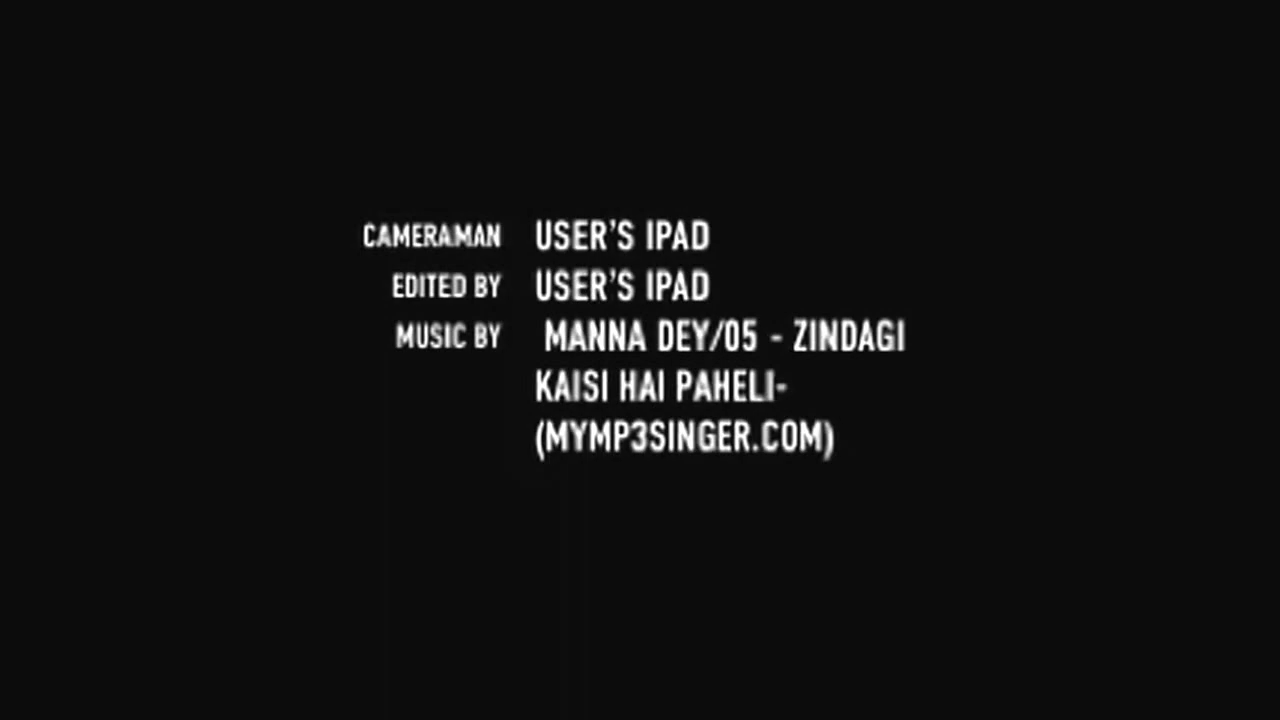 CAMERAMAN USER'S IPAD
EDITED BY USER'S IPAD
MUSIC BY MANNA DEY/05 - ZINDAGI
KAISI HAI PAHELI-
(MYMP3SINGER.COM)